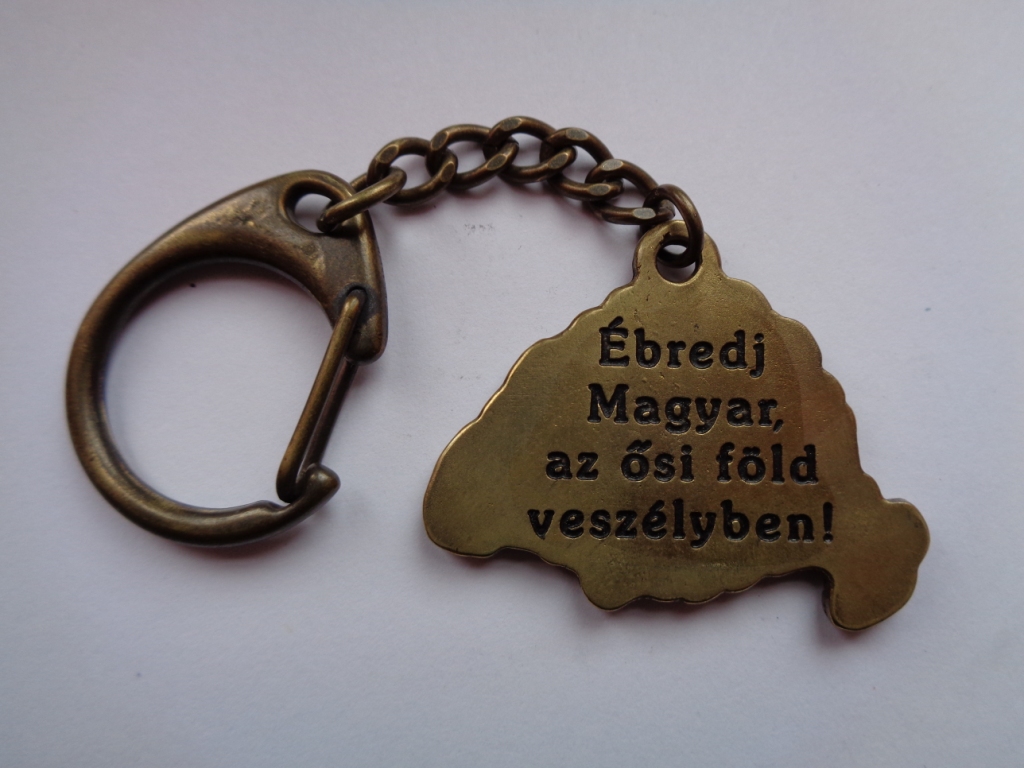 Ébredj
Magyar,
az ősi föld
veszélyben!